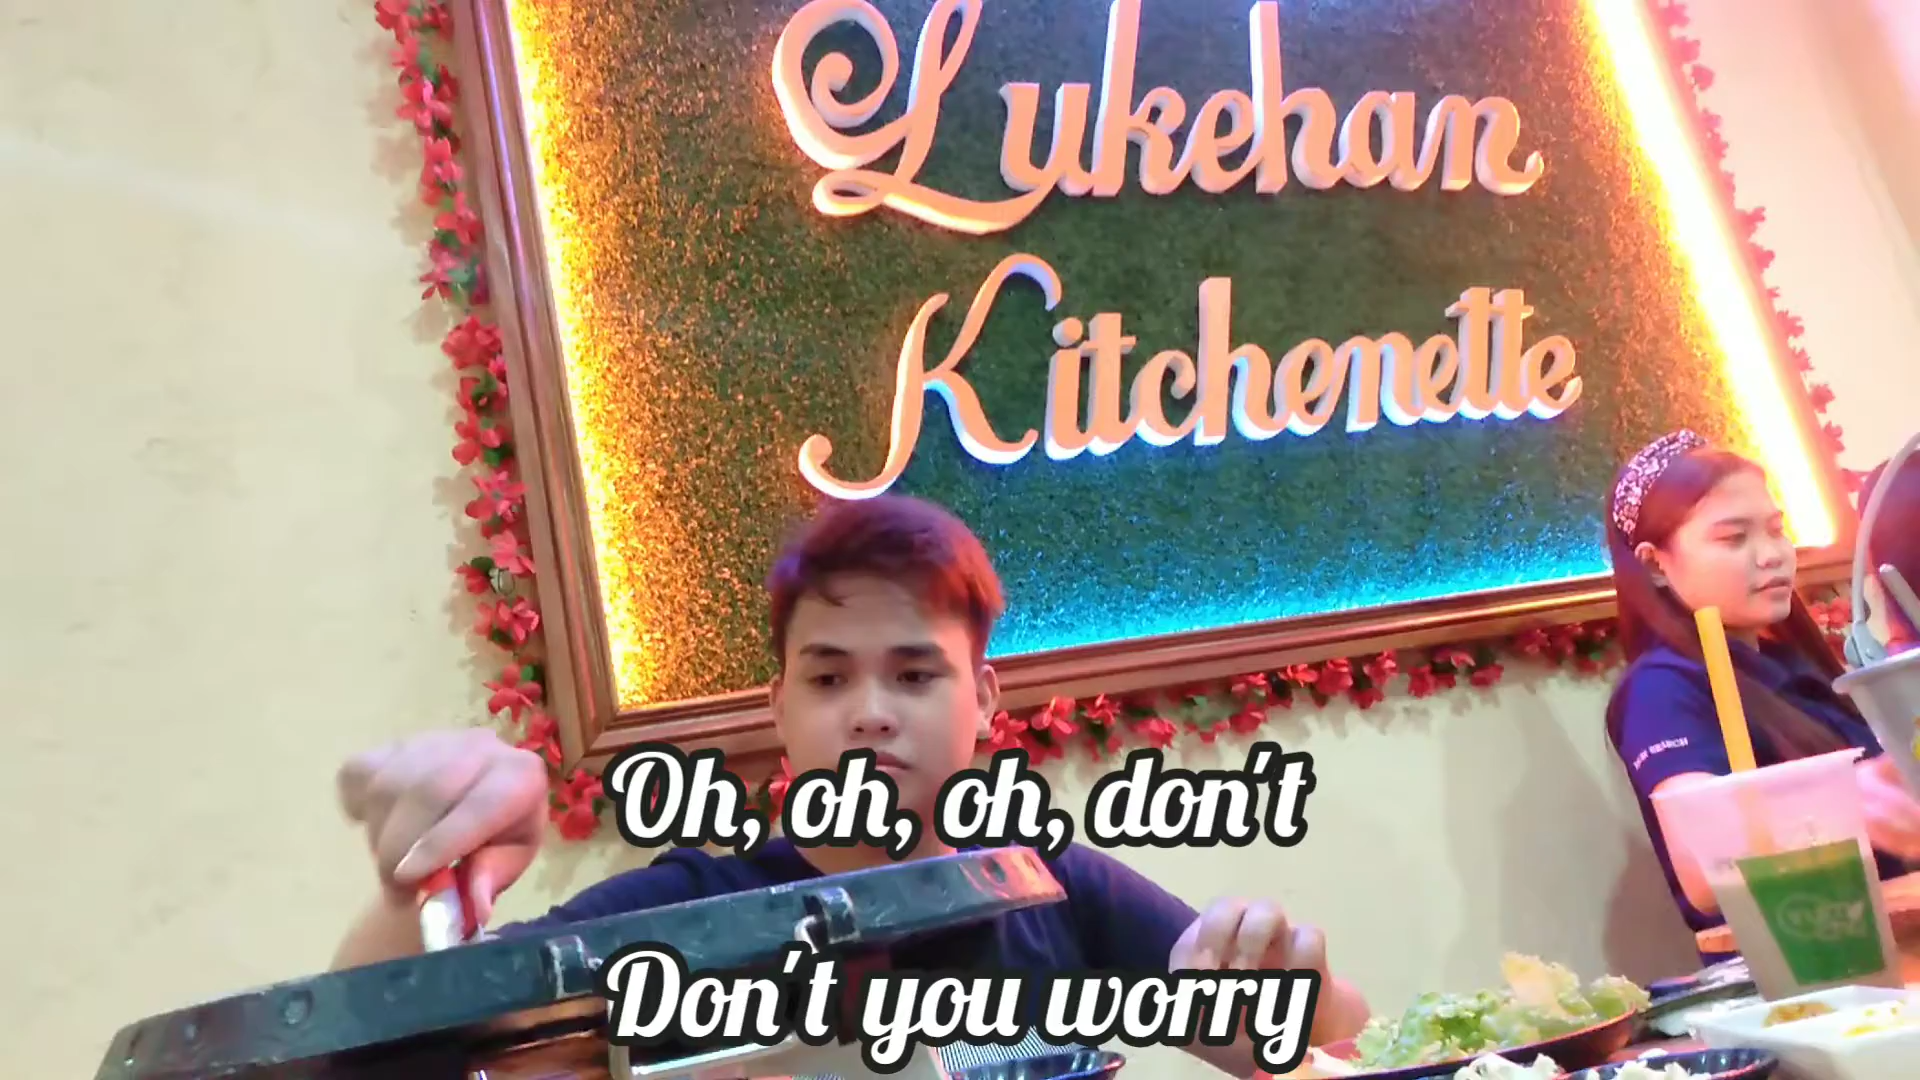 Lukehan
Kitchenette
Oh, oh, oh, don't
Don't you worry